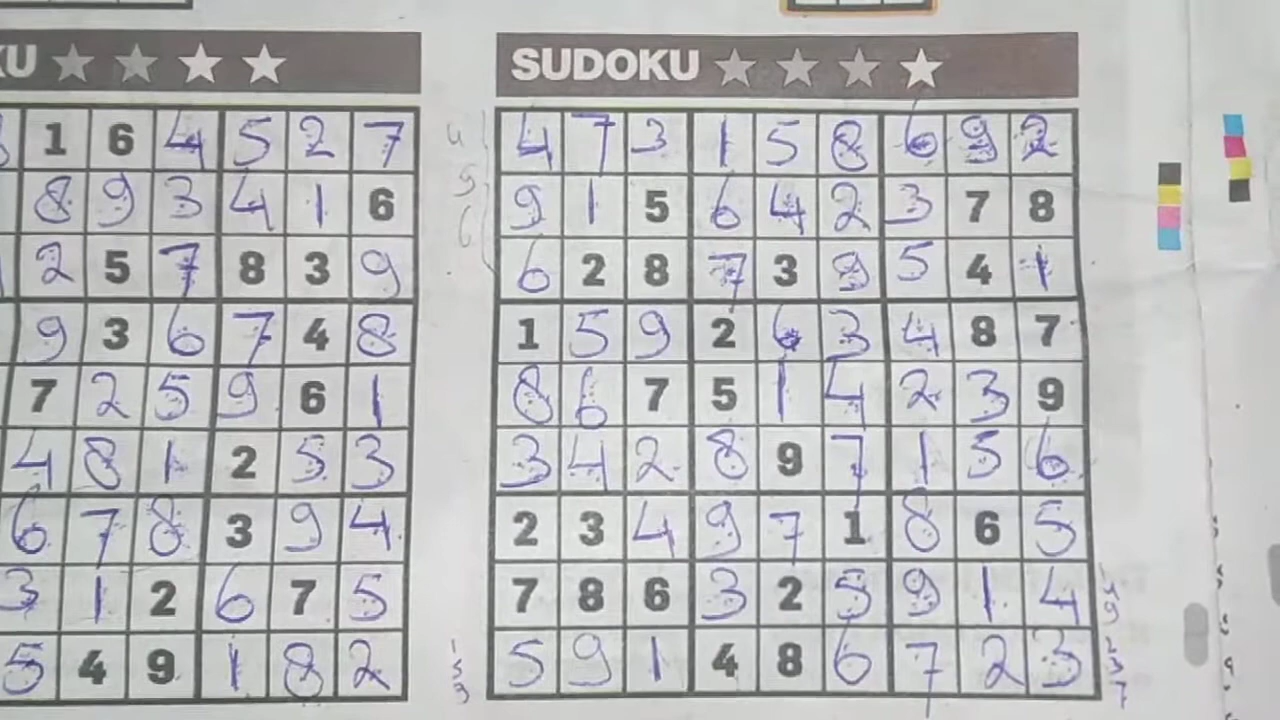 KU
1 6 4 5 2 7
8 9 3 4 1 6
2 5 7 8 3 9
9 3 6 7 4 8
7 2 5 9 6 1
4 8 1 2 5 3
6 7 8 3 9 4
3 1 2 6 7 5
5 4 9 1 8 2
SUDOKU
4 7 3 1 5 8 6 9 2
9 1 5 6 4 2 3 7 8
6 2 8 7 3 9 5 4 1
1 5 9 2 6 3 4 8 7
8 6 7 5 1 4 2 3 9
3 4 2 8 9 7 1 5 6
2 3 4 9 7 1 8 6 5
7 8 6 3 2 5 9 1 4
5 9 1 4 8 6 7 2 3
4
5
6
1
5
9